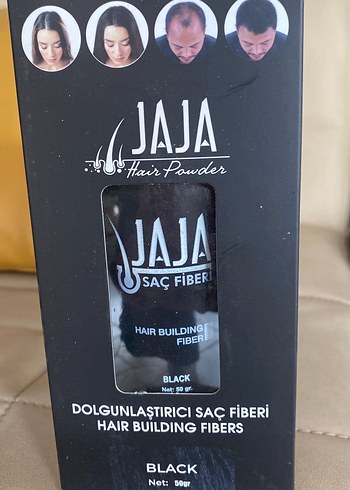 JAJA
Hair Powder
JAJA
SAÇ FİBERİ
HAIR BUILDING
FIBER
BLACK
Net: 50 gr.
DOLGUNLAŞTIRICI SAÇ FİBERİ
HAIR BUILDING FIBERS
BLACK
Net: 50gr